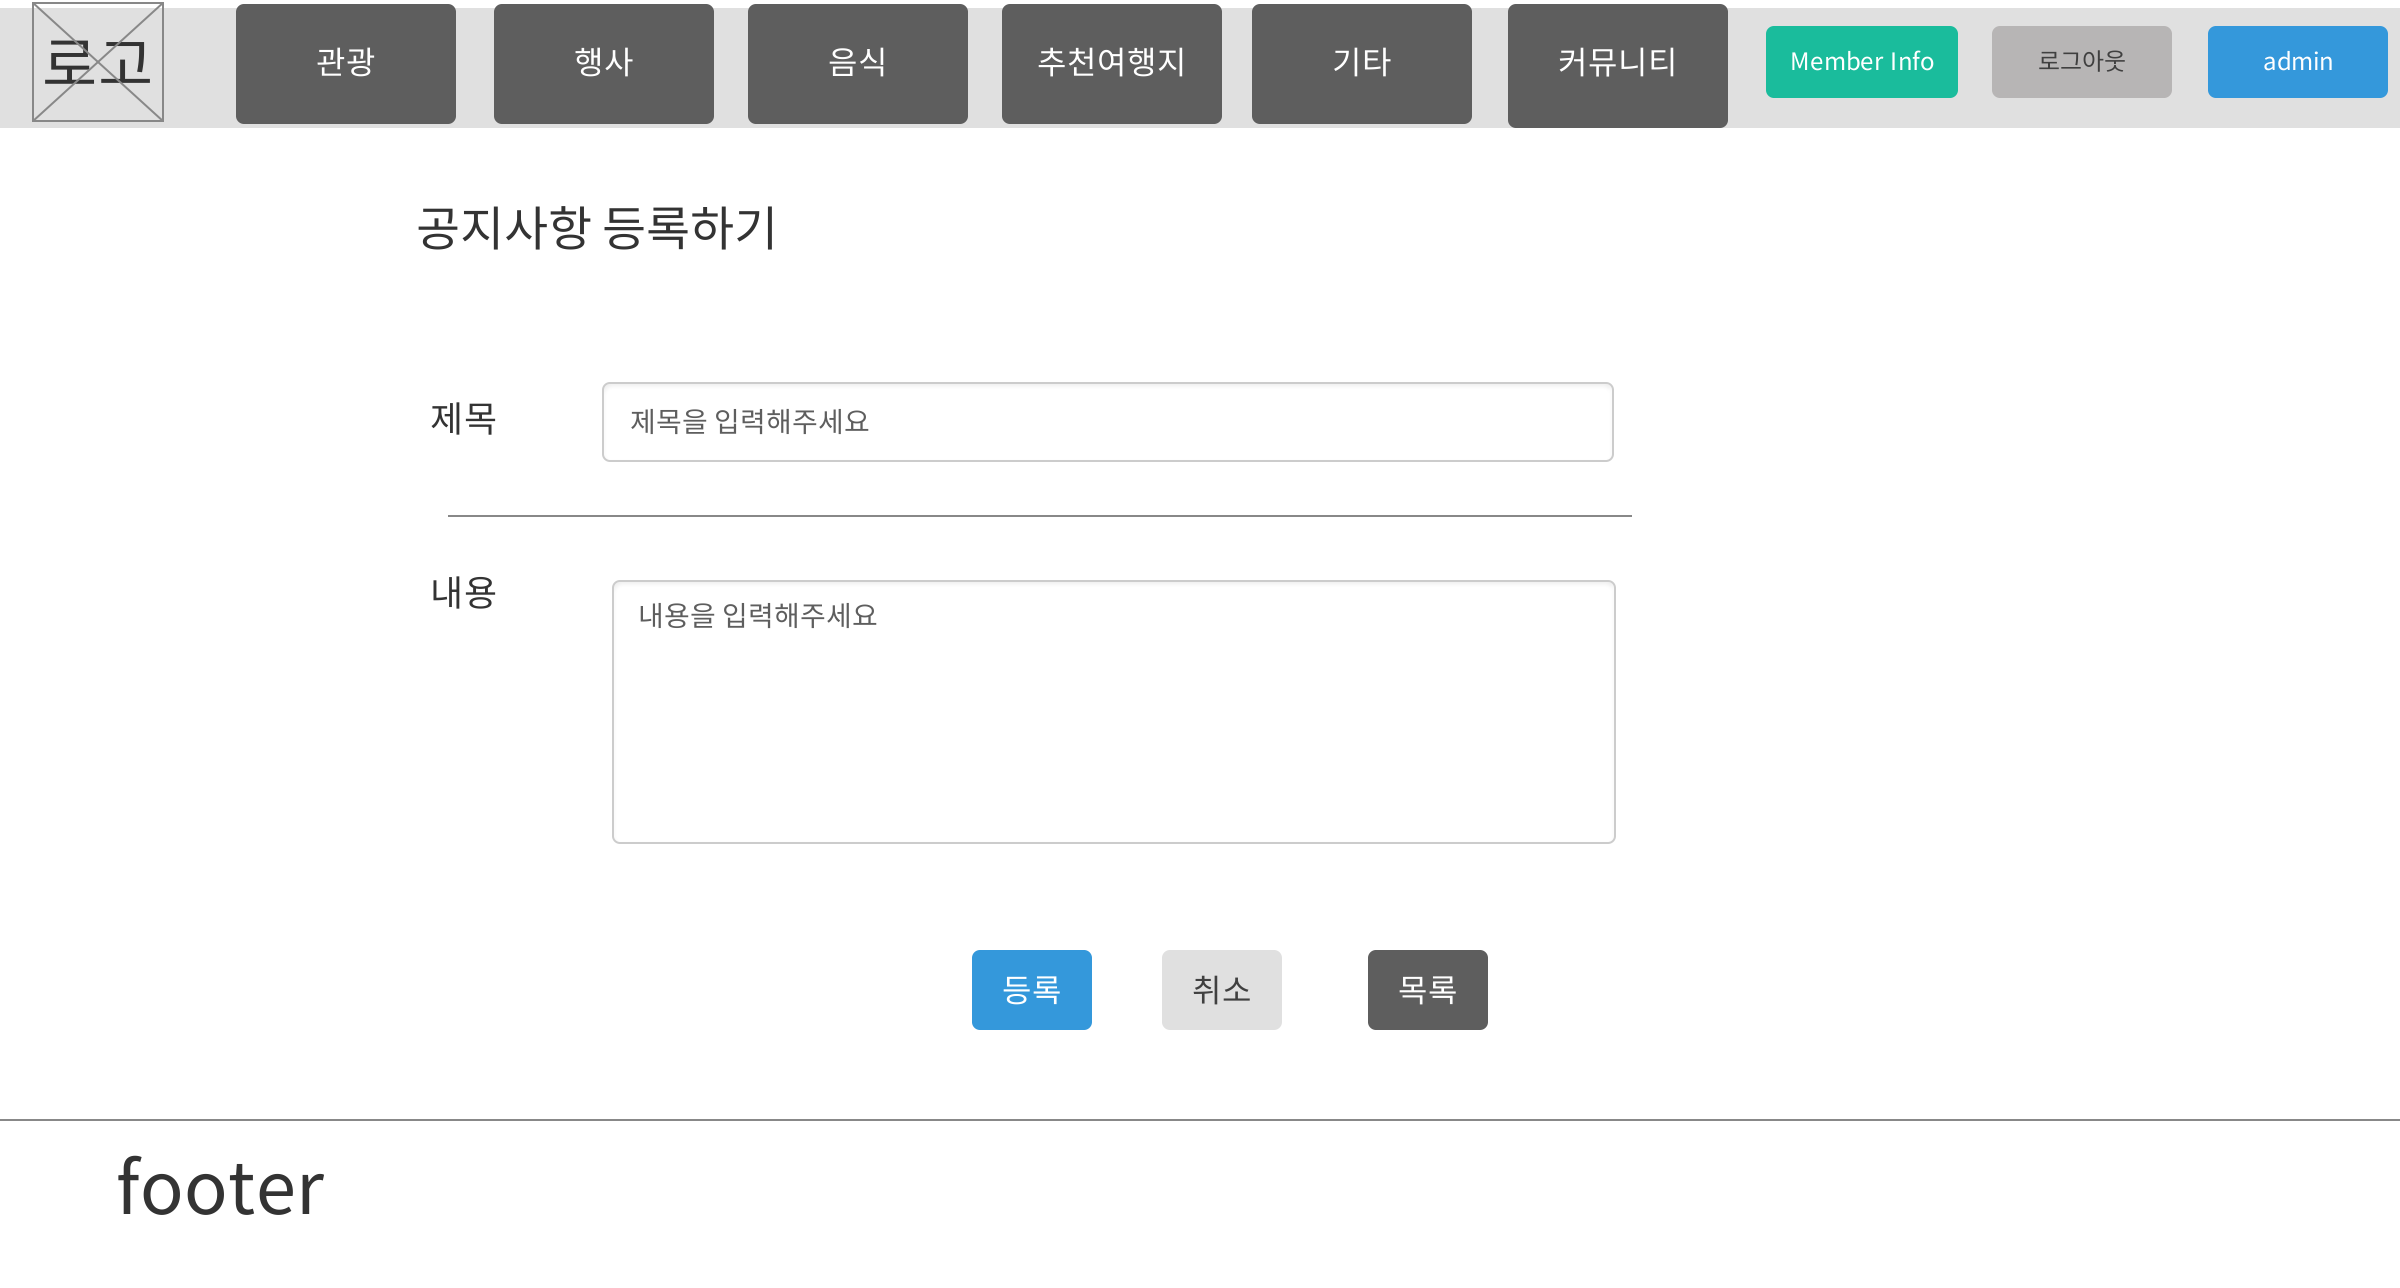 로고
관광
행사
음식
추천여행지
기타
커뮤니티
Member Info
로그아웃
admin
공지사항 등록하기
제목
제목을 입력해주세요
내용
내용을 입력해주세요
등록
취소
목록
footer